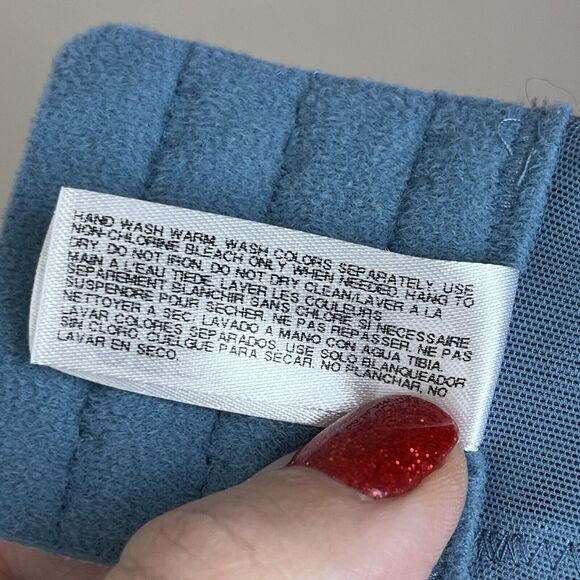 HAND WASH WARM. WASH COLORS SEPARATELY. USE
NON-CHLORINE BLEACH ONLY WHEN NEEDED. HANG TO
DRY. DO NOT IRON. DO NOT DRY CLEAN/LAVER A LA
MAIN A L'EAU TIEDE. LAVER LES COULEURS
SEPAREMENT BLANCHIR SANS CHLORE SI NECESSAIRE
SUSPENDRE POUR SECHER. NE PAS REPASSER. NE PAS
NETTOYER A SEC. LAVADO A MANO CON AGUA TIBIA.
LAVAR COLORES SEPARADOS. USE SOLO BLANQUEADOR
SIN CLORO. CUELGUE PARA SECAR. NO PLANCHAR. NO
LAVAR EN SECO.